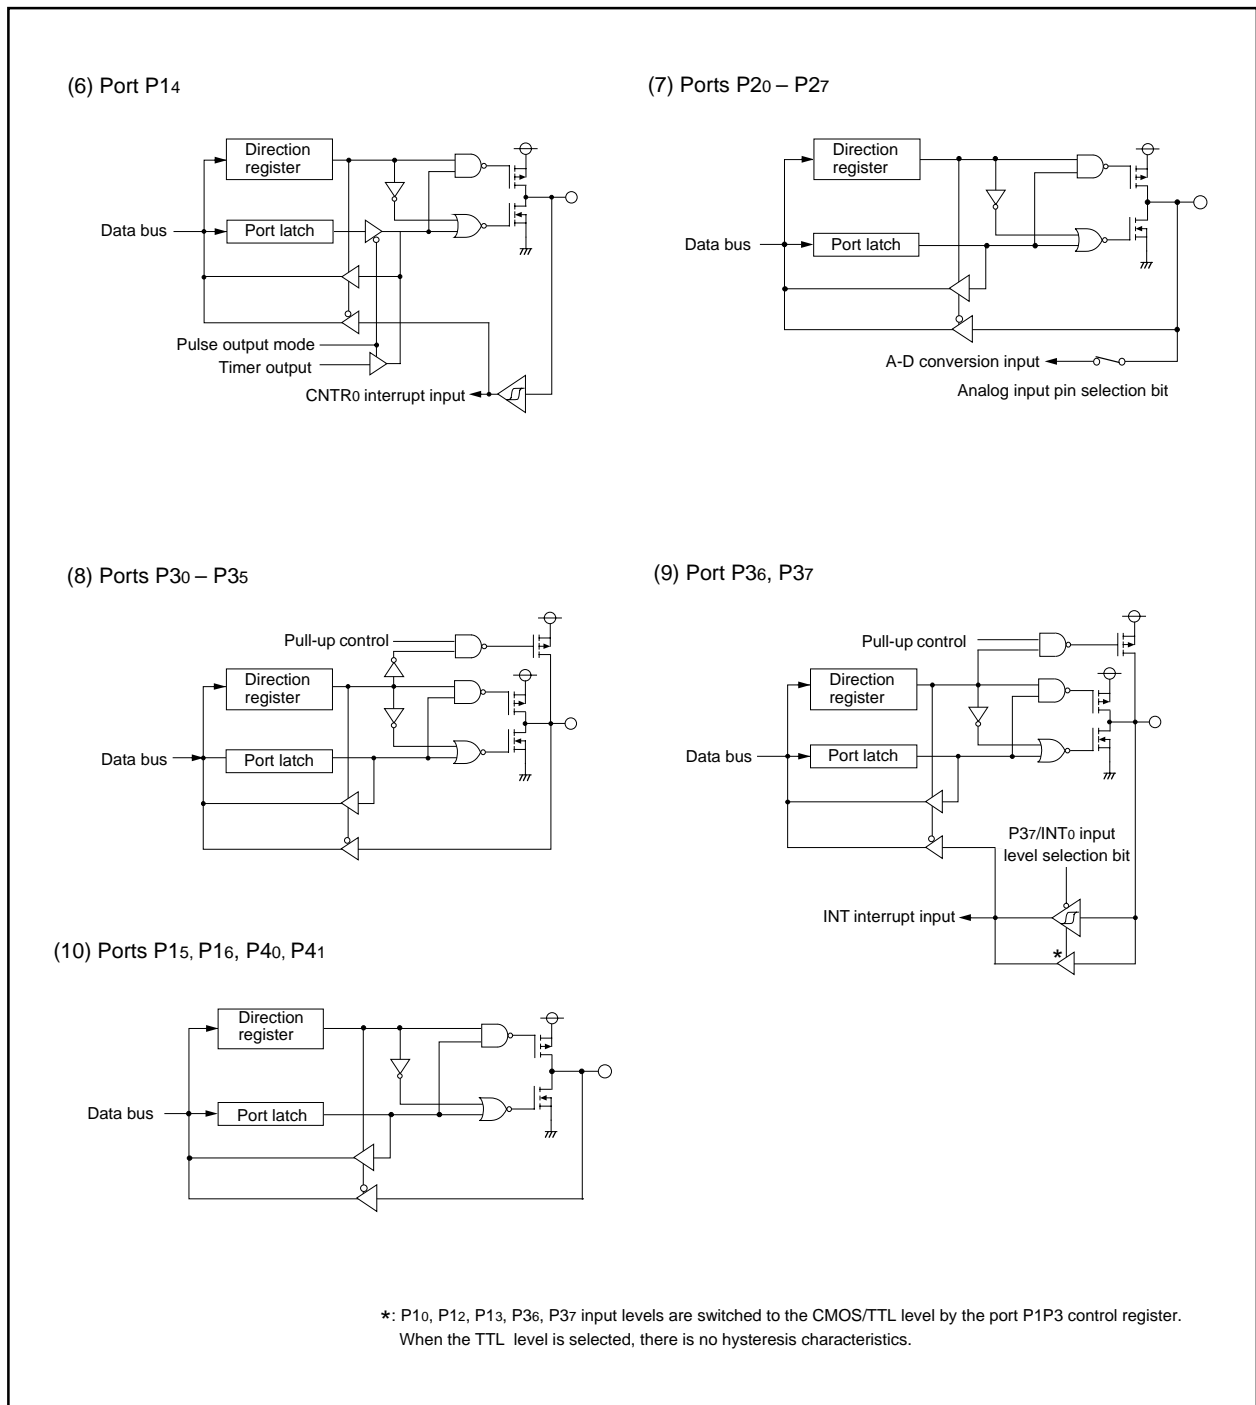 (6) Port P14
Direction
register
Data bus
Port latch
Pulse output mode
Timer output
CNTR0 interrupt input
(7) Ports P20 – P27
Direction
register
Data bus
Port latch
A-D conversion input
Analog input pin selection bit
(8) Ports P30 – P35
Pull-up control
Direction
register
Data bus
Port latch
(9) Port P36, P37
Pull-up control
Direction
register
Data bus
Port latch
P37/INT0 input
level selection bit
INT interrupt input
*
(10) Ports P15, P16, P40, P41
Direction
register
Data bus
Port latch
*: P10, P12, P13, P36, P37 input levels are switched to the CMOS/TTL level by the port P1P3 control register.
When the TTL level is selected, there is no hysteresis characteristics.